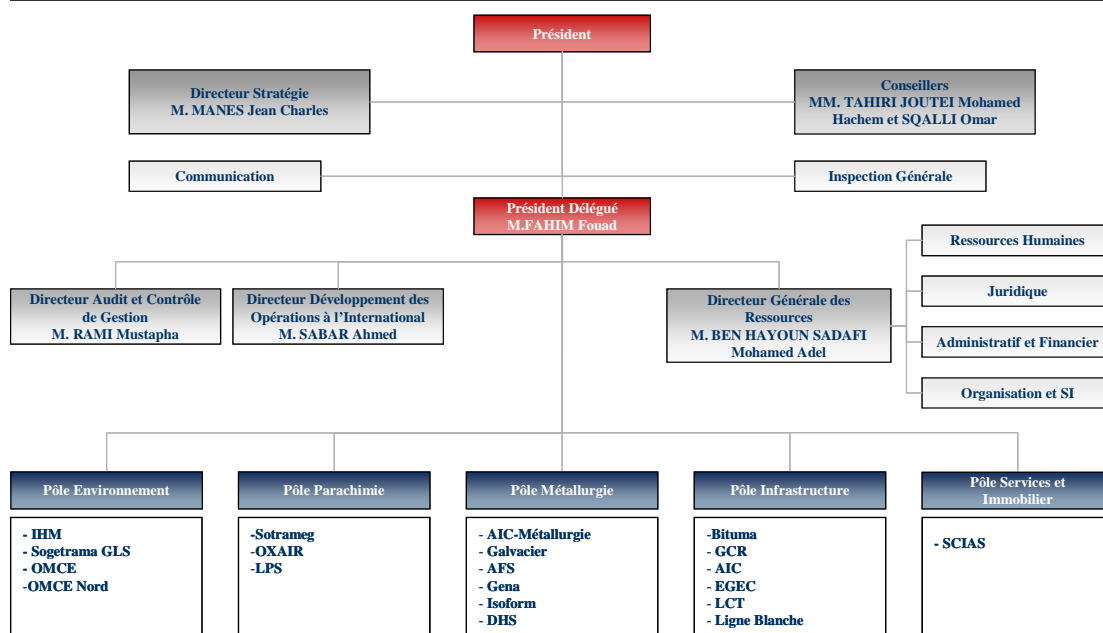 Président
Directeur Stratégie
M. MANES Jean Charles
Conseillers
MM. TAHIRI JOUTEI Mohamed
Hachem et SQALLI Omar
Communication
Inspection Générale
Président Délégué
M.FAHIM Fouad
Ressources Humaines
Juridique
Administratif et Financier
Organisation et SI
Directeur Audit et Contrôle
de Gestion
M. RAMI Mustapha
Directeur Développement des
Opérations à l’International
M. SABAR Ahmed
Directeur Générale des
Ressources
M. BEN HAYOUN SADAFI
Mohamed Adel
Pôle Environnement
- IHM
- Sogetrama GLS
- OMCE
-OMCE Nord
Pôle Parachimie
-Sotrameg
-OXAIR
-LPS
Pôle Métallurgie
- AIC-Métallurgie
- Galvacier
- AFS
- Gena
- Isoform
- DHS
Pôle Infrastructure
-Bituma
- GCR
- AIC
- EGEC
- LCT
- Ligne Blanche
Pôle Services et
Immobilier
- SCIAS